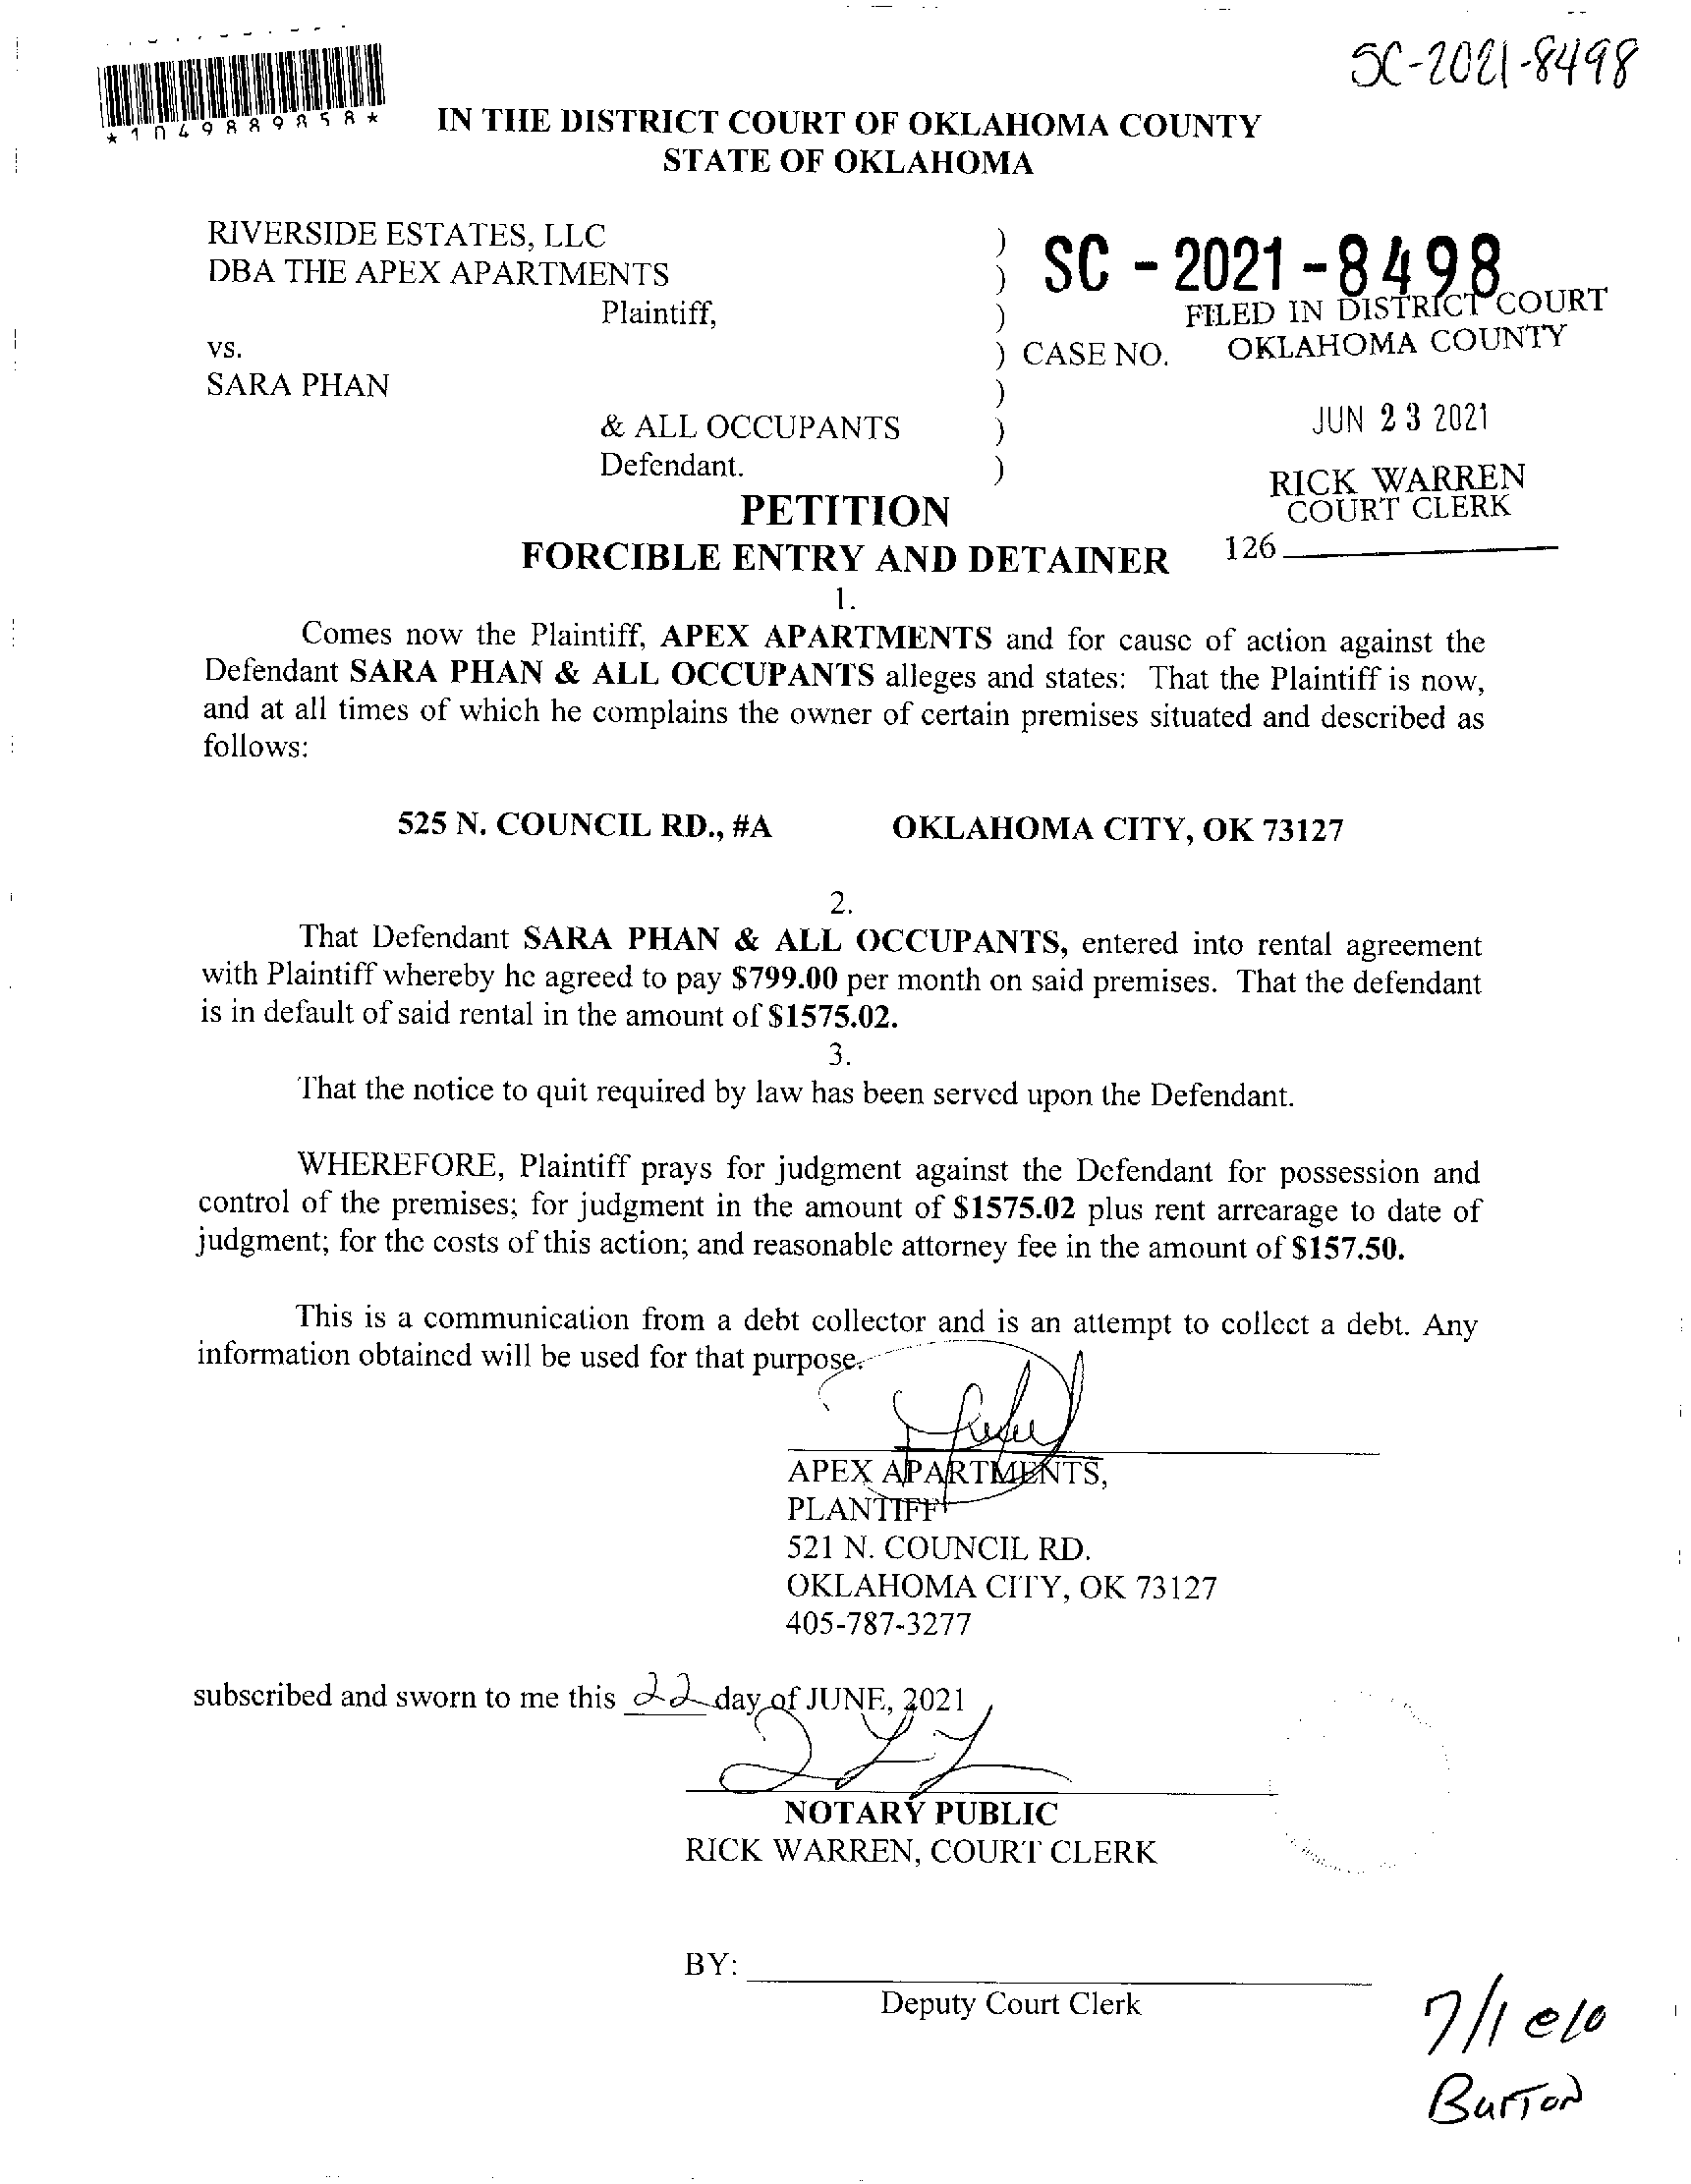 SC-2021-8498
*1049889858*
IN THE DISTRICT COURT OF OKLAHOMA COUNTY
STATE OF OKLAHOMA
RIVERSIDE ESTATES, LLC )
DBA THE APEX APARTMENTS )
Plaintiff, )
SC - 2021 - 8498
FILED IN DISTRICT COURT
OKLAHOMA COUNTY
vs. ) CASE NO.
SARA PHAN )
& ALL OCCUPANTS )
Defendant. )
JUN 23 2021
RICK WARREN
COURT CLERK
126
PETITION
FORCIBLE ENTRY AND DETAINER
1.
Comes now the Plaintiff, APEX APARTMENTS and for cause of action against the
Defendant SARA PHAN & ALL OCCUPANTS alleges and states: That the Plaintiff is now,
and at all times of which he complains the owner of certain premises situated and described as
follows:
525 N. COUNCIL RD., #A OKLAHOMA CITY, OK 73127
2.
That Defendant SARA PHAN & ALL OCCUPANTS, entered into rental agreement
with Plaintiff whereby he agreed to pay $799.00 per month on said premises. That the defendant
is in default of said rental in the amount of $1575.02.
3.
That the notice to quit required by law has been served upon the Defendant.
WHEREFORE, Plaintiff prays for judgment against the Defendant for possession and
control of the premises; for judgment in the amount of $1575.02 plus rent arrearage to date of
judgment; for the costs of this action; and reasonable attorney fee in the amount of $157.50.
This is a communication from a debt collector and is an attempt to collect a debt. Any
information obtained will be used for that purpose.
APEX APARTMENTS,
PLANTIFF
521 N. COUNCIL RD.
OKLAHOMA CITY, OK 73127
405-787-3277
subscribed and sworn to me this 22 day of JUNE, 2021
NOTARY PUBLIC
RICK WARREN, COURT CLERK
BY:
Deputy Court Clerk
7/1 @10
Burton